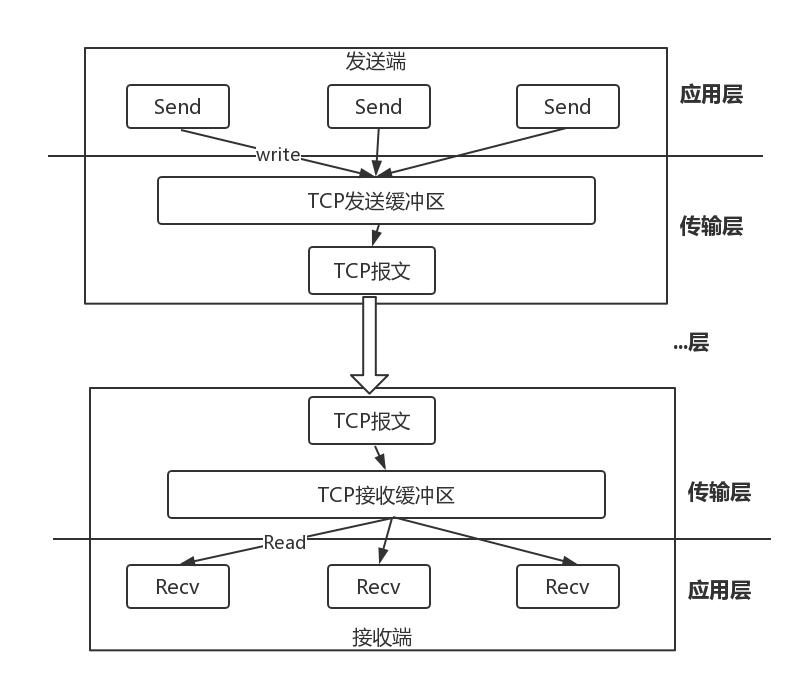 发送端
Send
Send
Send
应用层
write
TCP发送缓冲区
传输层
TCP报文
...层
TCP报文
TCP接收缓冲区
传输层
Read
Recv
Recv
Recv
应用层
接收端